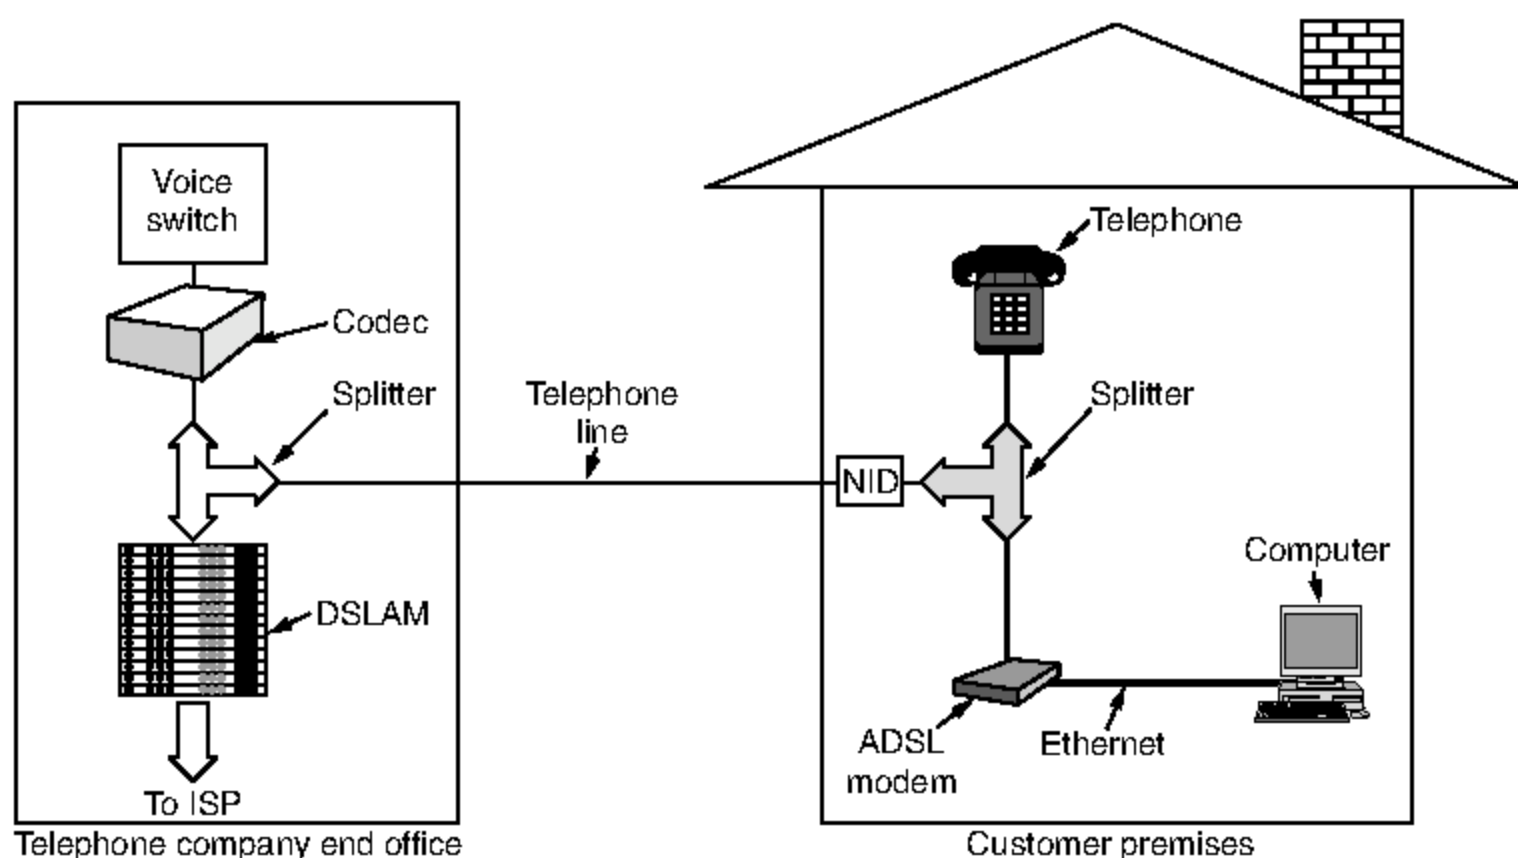 Voice
switch
Codec
Splitter
DSLAM
To ISP
Telephone company end office
Telephone
line
NID
Telephone
Splitter
Computer
ADSL
modem
Ethernet
Customer premises